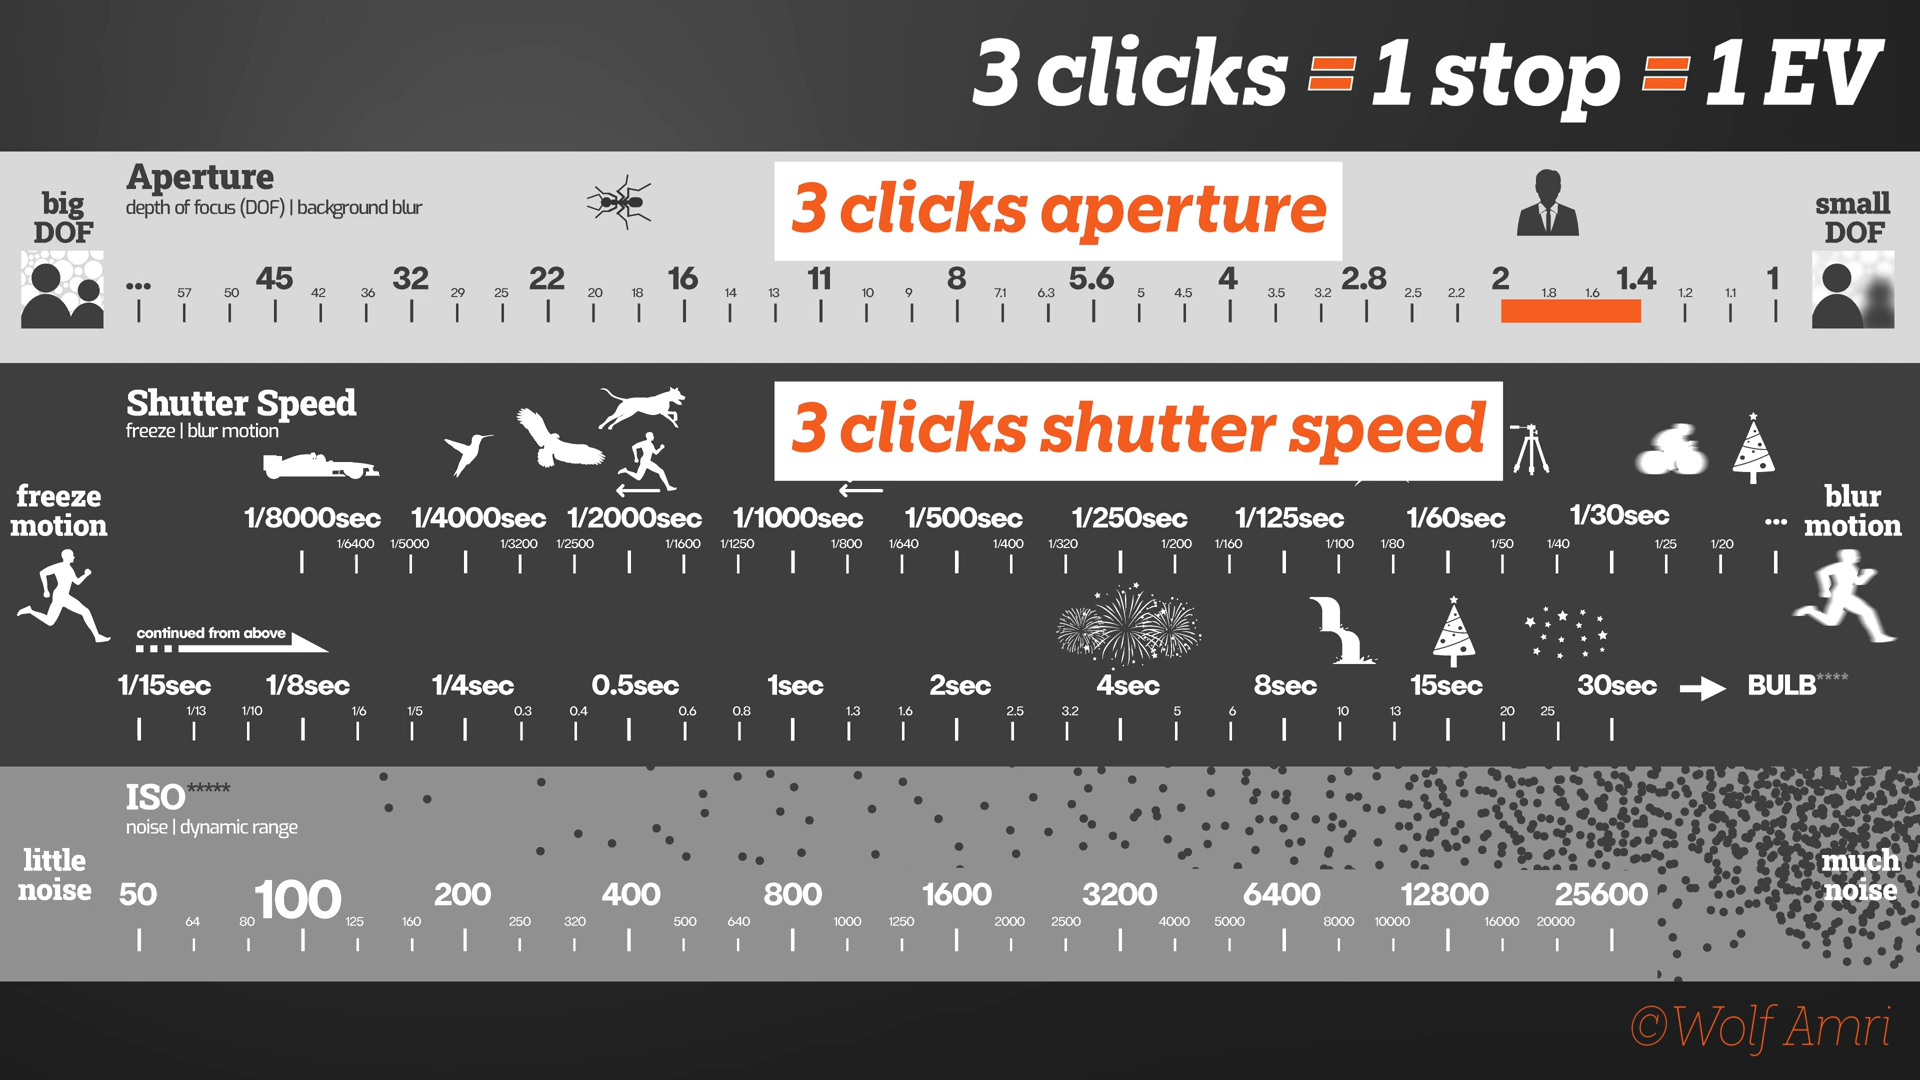 3 clicks = 1 stop = 1 EV
Aperture
depth of focus (DOF) | background blur
big
DOF
3 clicks aperture
small
DOF
... 57 50 45 42 36 32 29 25 22 20 18 16 14 13 11 10 9 8 7.1 6.3 5.6 5 4.5 4 3.5 3.2 2.8 2.5 2.2 2 1.8 1.6 1.4 1.2 1.1 1
Shutter Speed
freeze | blur motion
3 clicks shutter speed
freeze
motion
blur
motion
1/8000sec 1/4000sec 1/2000sec 1/1000sec 1/500sec 1/250sec 1/125sec 1/60sec 1/30sec ...
1/6400 1/5000 1/3200 1/2500 1/1600 1/1250 1/800 1/640 1/400 1/320 1/200 1/160 1/100 1/80 1/50 1/40 1/25 1/20
continued from above
1/15sec 1/8sec 1/4sec 0.5sec 1sec 2sec 4sec 8sec 15sec 30sec BULB****
1/13 1/10 1/6 1/5 0.3 0.4 0.6 0.8 1.3 1.6 2.5 3.2 5 6 10 13 20 25
ISO*****
noise | dynamic range
little
noise
much
noise
50 100 200 400 800 1600 3200 6400 12800 25600
64 80 125 160 250 320 500 640 1000 1250 2000 2500 4000 5000 8000 10000 16000 20000
©Wolf Amri